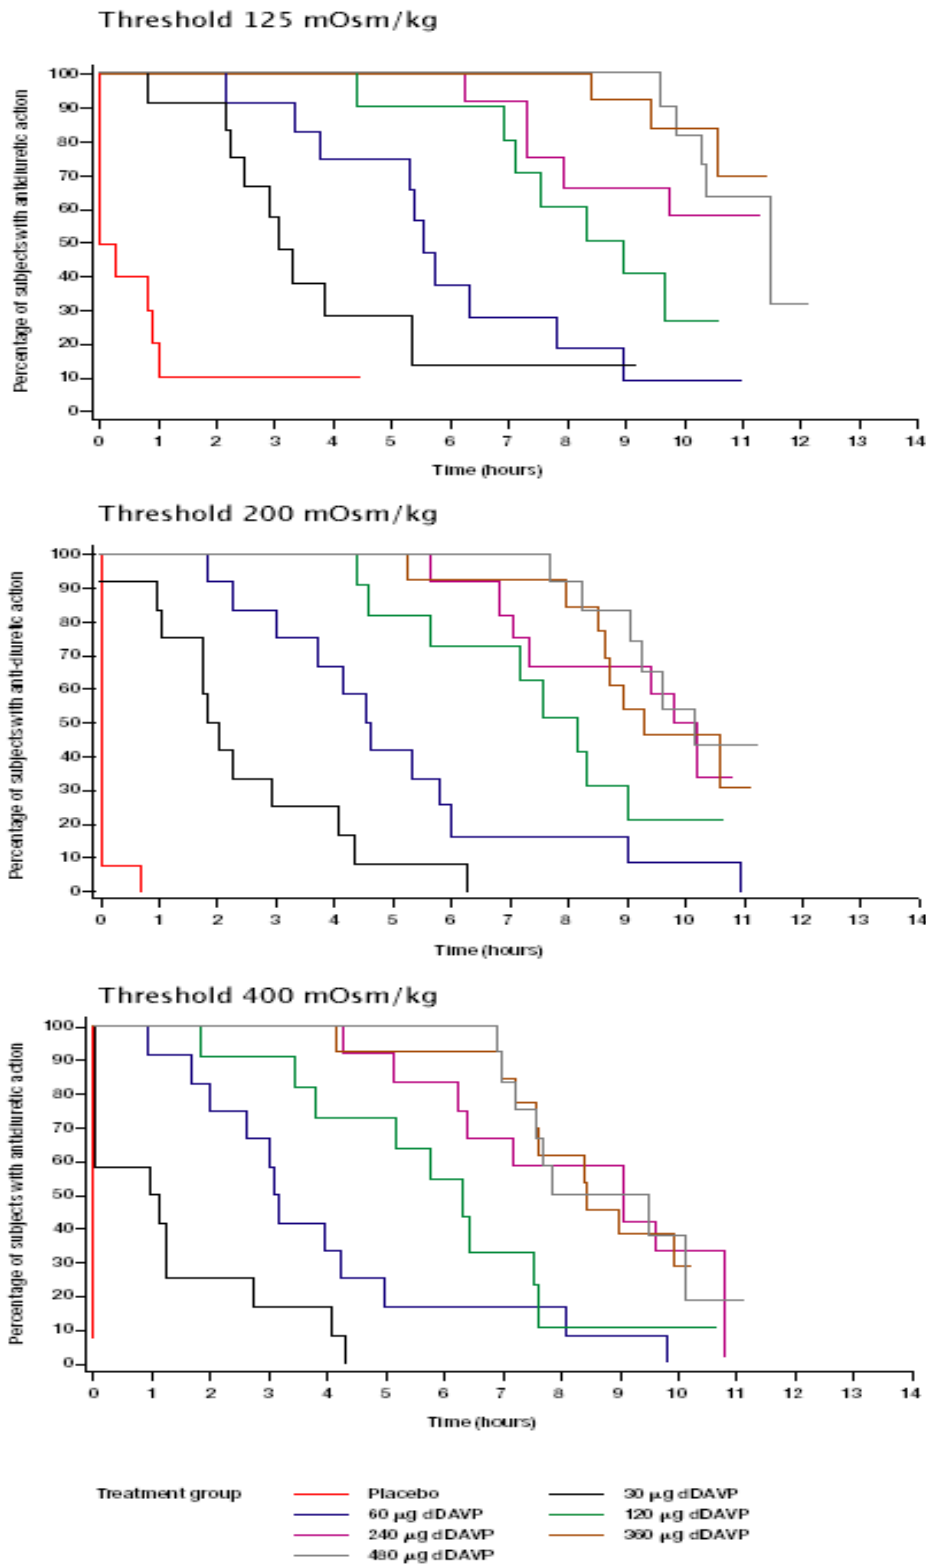 Threshold 125 mOsm/kg
Percentage of subjects with antidiuretic action
100
90
80
70
60
50
40
30
20
10
0
0 1 2 3 4 5 6 7 8 9 10 11 12 13 14
Time (hours)
Threshold 200 mOsm/kg
Percentage of subjects with anti-diuretic action
100
90
80
70
60
50
40
30
20
10
0
0 1 2 3 4 5 6 7 8 9 10 11 12 13 14
Time (hours)
Threshold 400 mOsm/kg
Percentage of subjects with antidiuretic action
100
90
80
70
60
50
40
30
20
10
0
0 1 2 3 4 5 6 7 8 9 10 11 12 13 14
Time (hours)
Treatment group Placebo 30 µg dDAVP
60 µg dDAVP 120 µg dDAVP
240 µg dDAVP 360 µg dDAVP
480 µg dDAVP